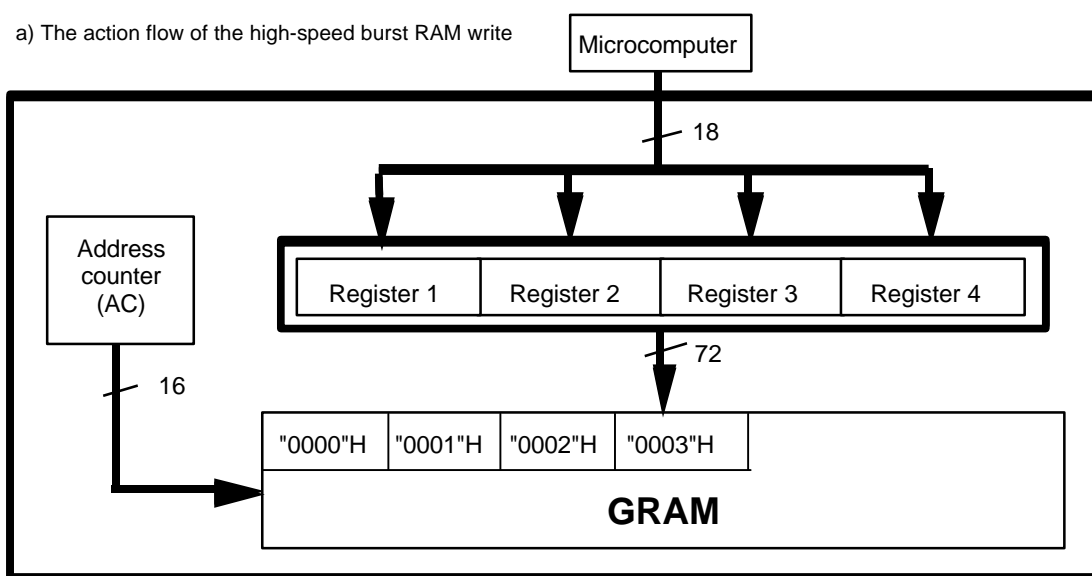 a) The action flow of the high-speed burst RAM write
Microcomputer
18
Address
counter
(AC)
Register 1
Register 2
Register 3
Register 4
72
16
"0000"H
"0001"H
"0002"H
"0003"H
GRAM